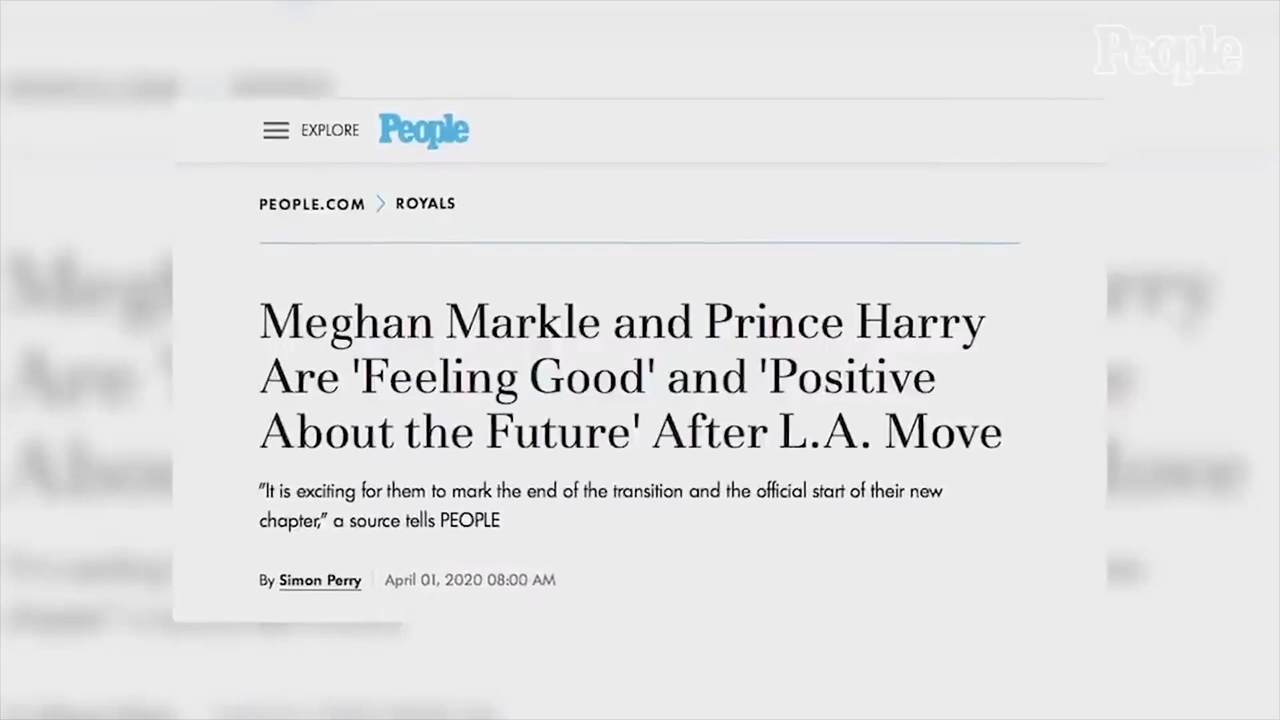 People
EXPLORE People
PEOPLE.COM > ROYALS
Meghan Markle and Prince Harry
Are 'Feeling Good' and 'Positive
About the Future' After L.A. Move
"It is exciting for them to mark the end of the transition and the official start of their new
chapter," a source tells PEOPLE
By Simon Perry April 01, 2020 08:00 AM